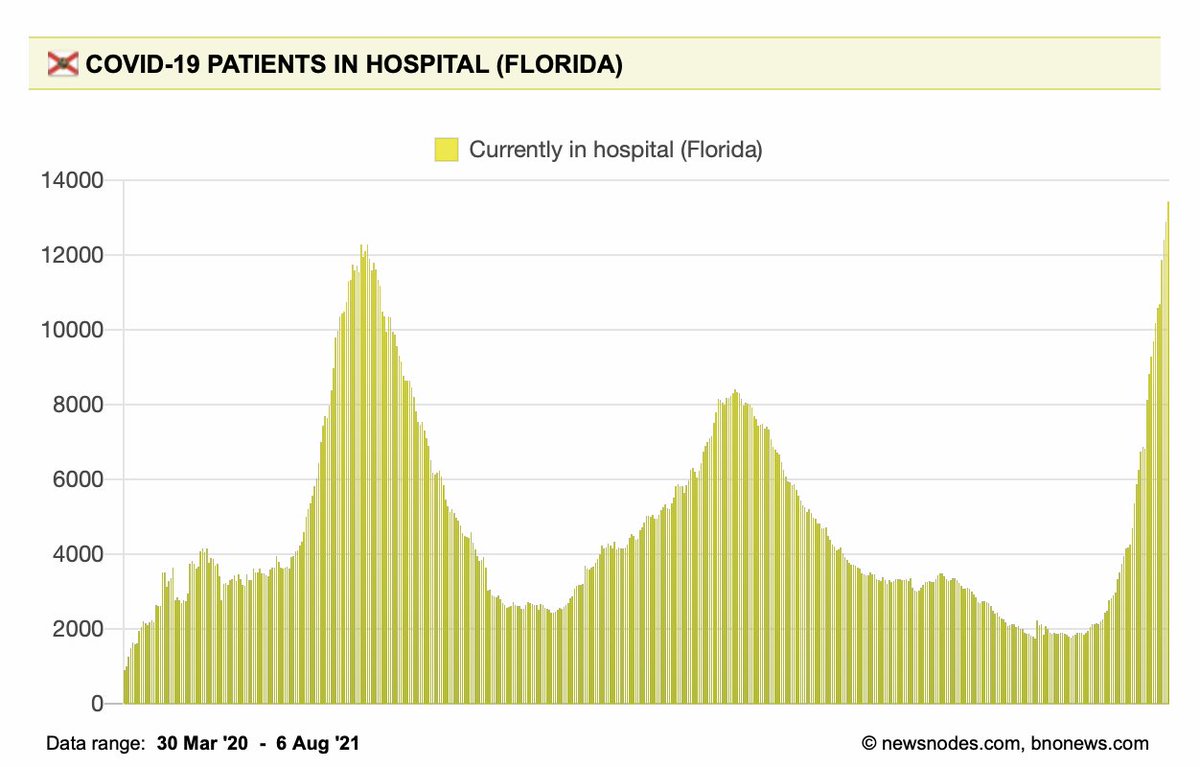 COVID-19 PATIENTS IN HOSPITAL (FLORIDA)
Currently in hospital (Florida)
14000
12000
10000
8000
6000
4000
2000
0
Data range: 30 Mar '20 - 6 Aug '21
© newsnodes.com, bnonews.com